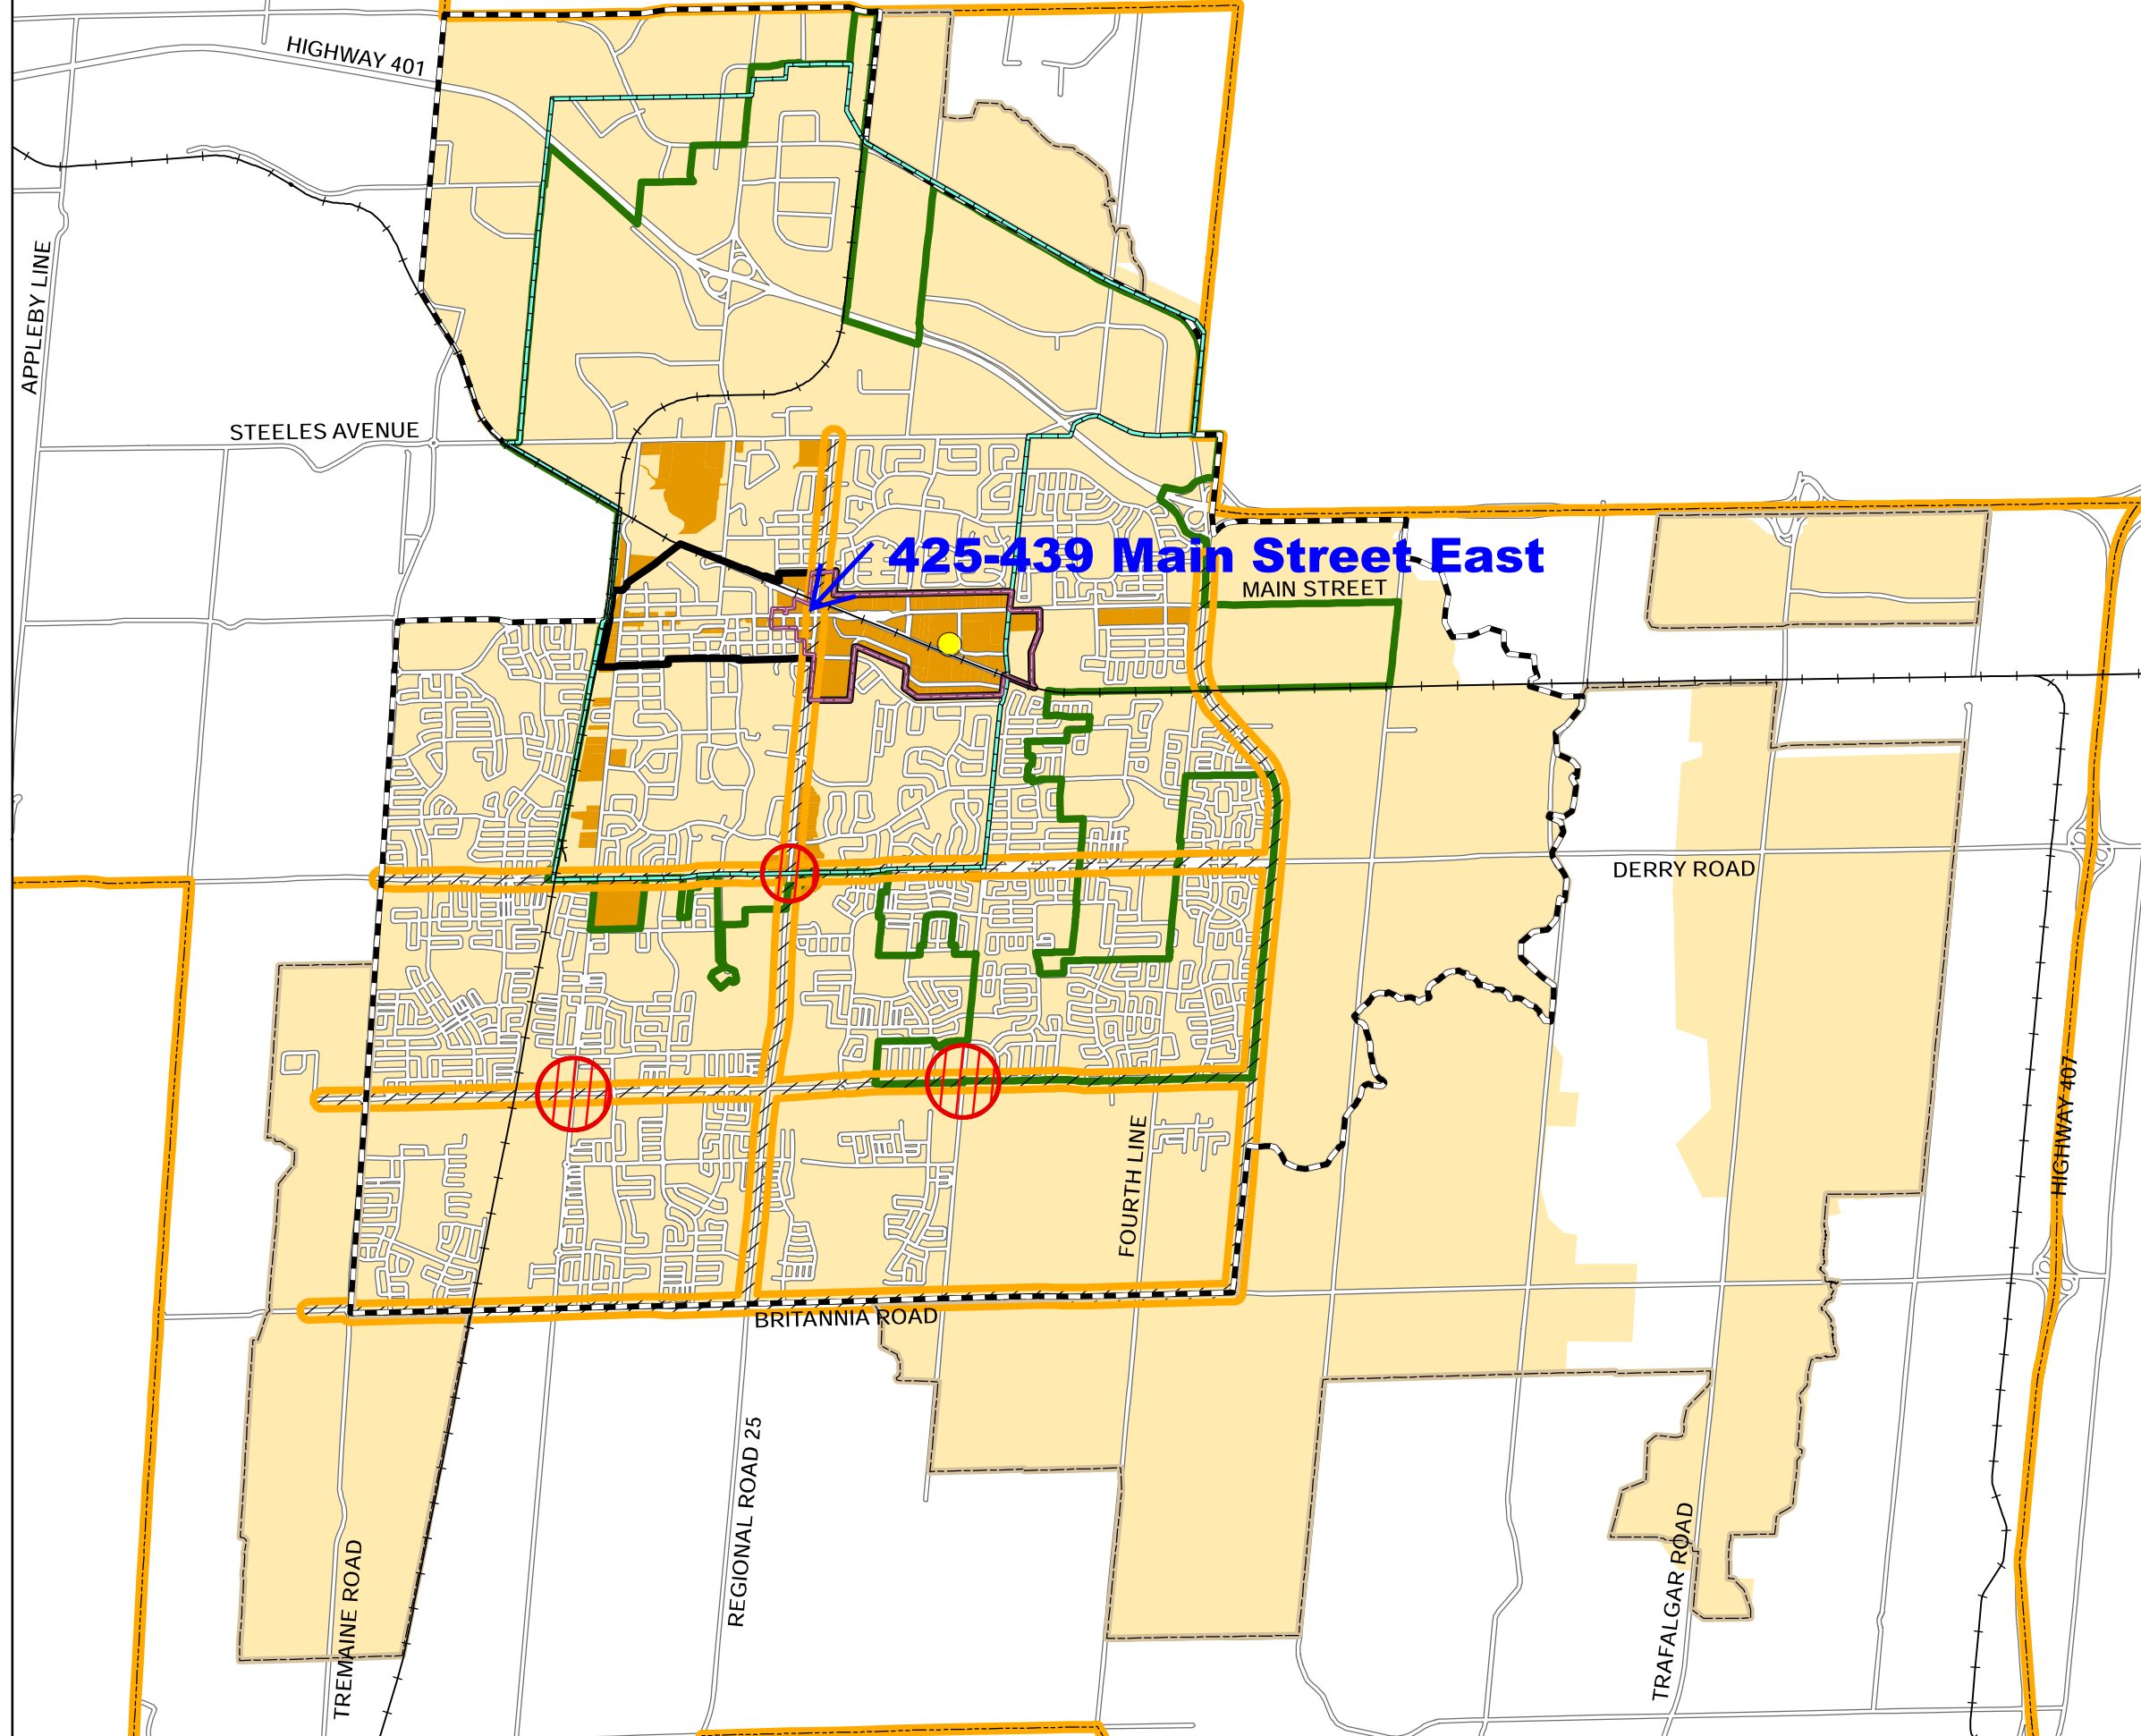 HIGHWAY 401
APPLEBY LINE
STEELES AVENUE
425-439 Main Street East
MAIN STREET
DERRY ROAD
HIGHWAY 407
FOURTH LINE
BRITANNIA ROAD
REGIONAL ROAD 25
TREMAINE ROAD
TRAFALGAR ROAD